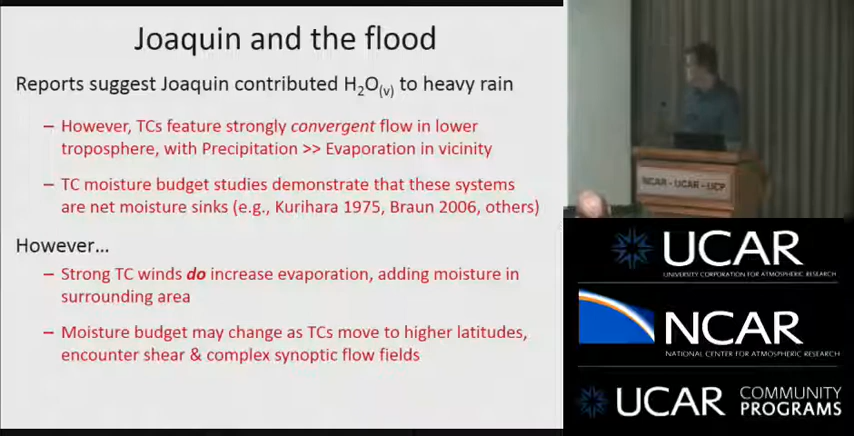 Joaquin and the flood
Reports suggest Joaquin contributed H2O(v) to heavy rain
– However, TCs feature strongly convergent flow in lower
troposphere, with Precipitation >> Evaporation in vicinity
– TC moisture budget studies demonstrate that these systems
are net moisture sinks (e.g., Kurihara 1975, Braun 2006, others)
However…
– Strong TC winds do increase evaporation, adding moisture in
surrounding area
– Moisture budget may change as TCs move to higher latitudes,
encounter shear & complex synoptic flow fields
NCAR - UCAR - UCP
UCAR
UNIVERSITY CORPORATION FOR ATMOSPHERIC RESEARCH
NCAR
NATIONAL CENTER FOR ATMOSPHERIC RESEARCH
UCAR COMMUNITY
PROGRAMS